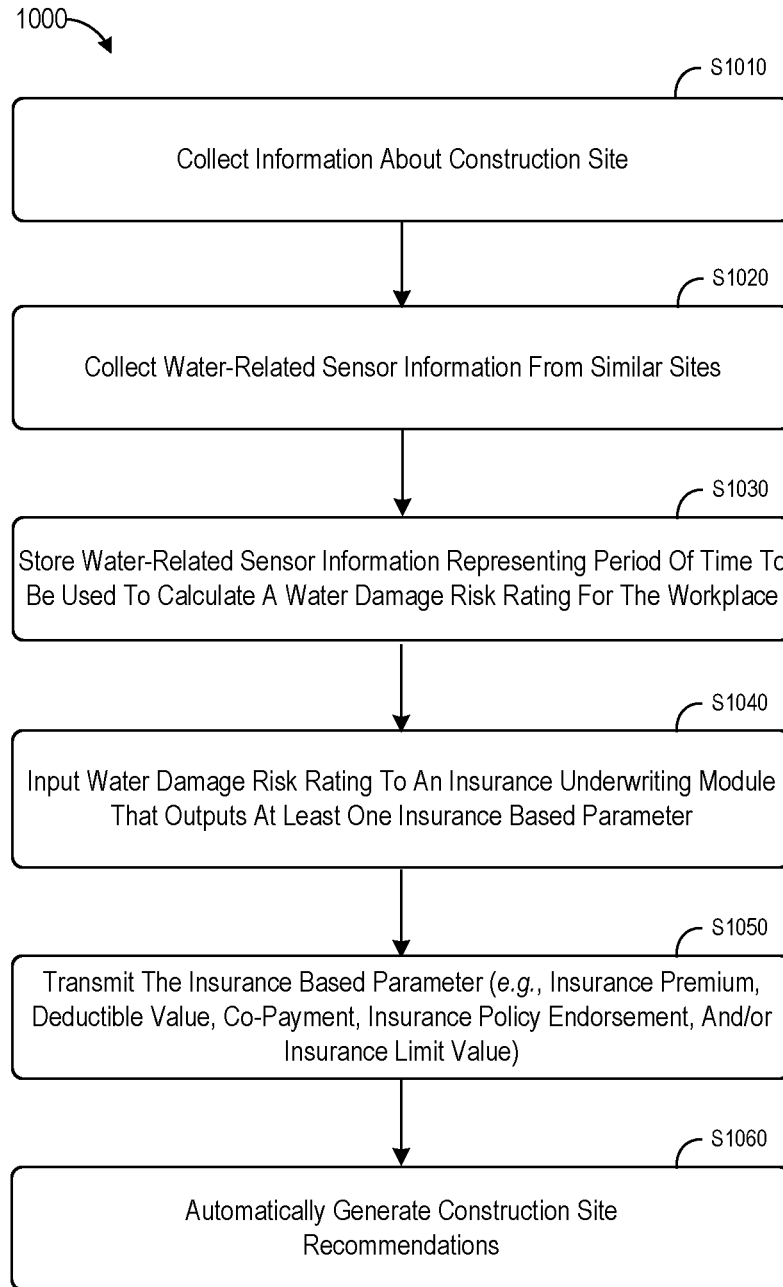 1000
S1010
Collect Information About Construction Site
S1020
Collect Water-Related Sensor Information From Similar Sites
S1030
Store Water-Related Sensor Information Representing Period Of Time To
Be Used To Calculate A Water Damage Risk Rating For The Workplace
S1040
Input Water Damage Risk Rating To An Insurance Underwriting Module
That Outputs At Least One Insurance Based Parameter
S1050
Transmit The Insurance Based Parameter (e.g., Insurance Premium,
Deductible Value, Co-Payment, Insurance Policy Endorsement, And/or
Insurance Limit Value)
S1060
Automatically Generate Construction Site
Recommendations